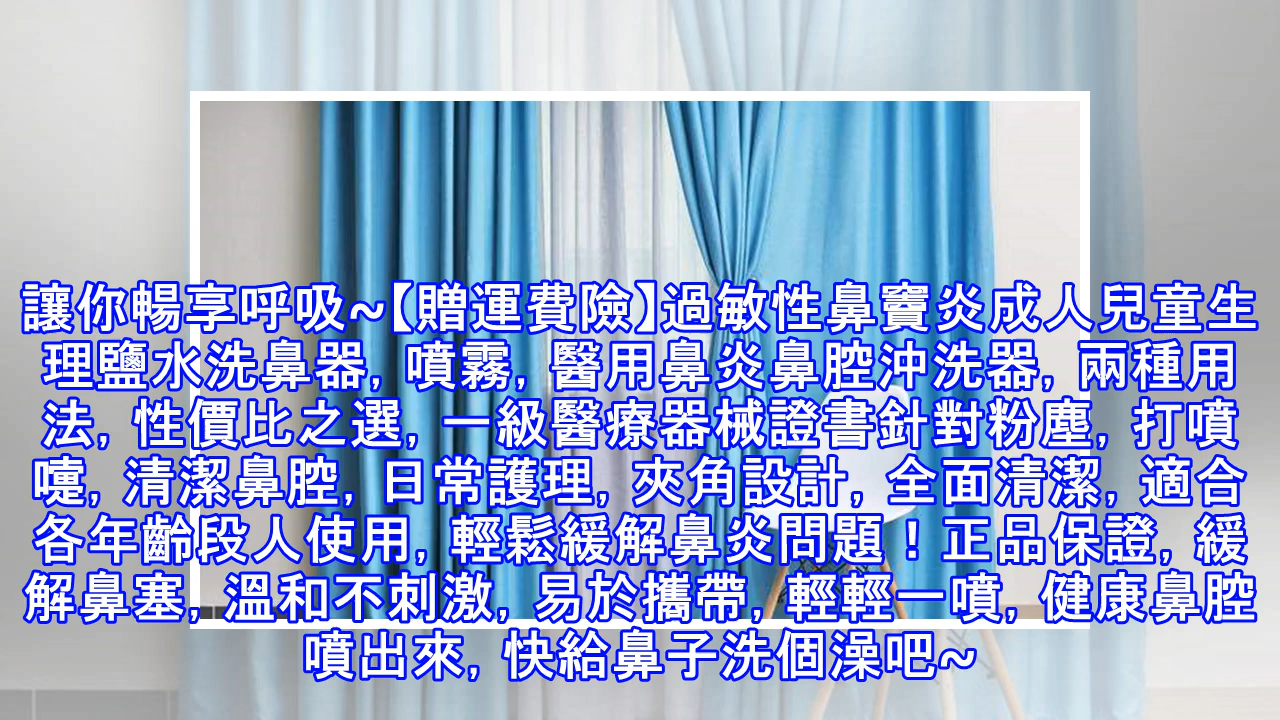 讓你暢享呼吸~【贈運費險】過敏性鼻竇炎成人兒童生
理鹽水洗鼻器, 噴霧, 醫用鼻炎鼻腔沖洗器, 兩種用
法, 性價比之選, 一級醫療器械證書針對粉塵, 打噴
嚏, 清潔鼻腔, 日常護理, 夾角設計, 全面清潔, 適合
各年齡段人使用, 輕鬆緩解鼻炎問題！正品保證, 緩
解鼻塞, 溫和不刺激, 易於攜帶, 輕輕一噴, 健康鼻腔
噴出來, 快給鼻子洗個澡吧~